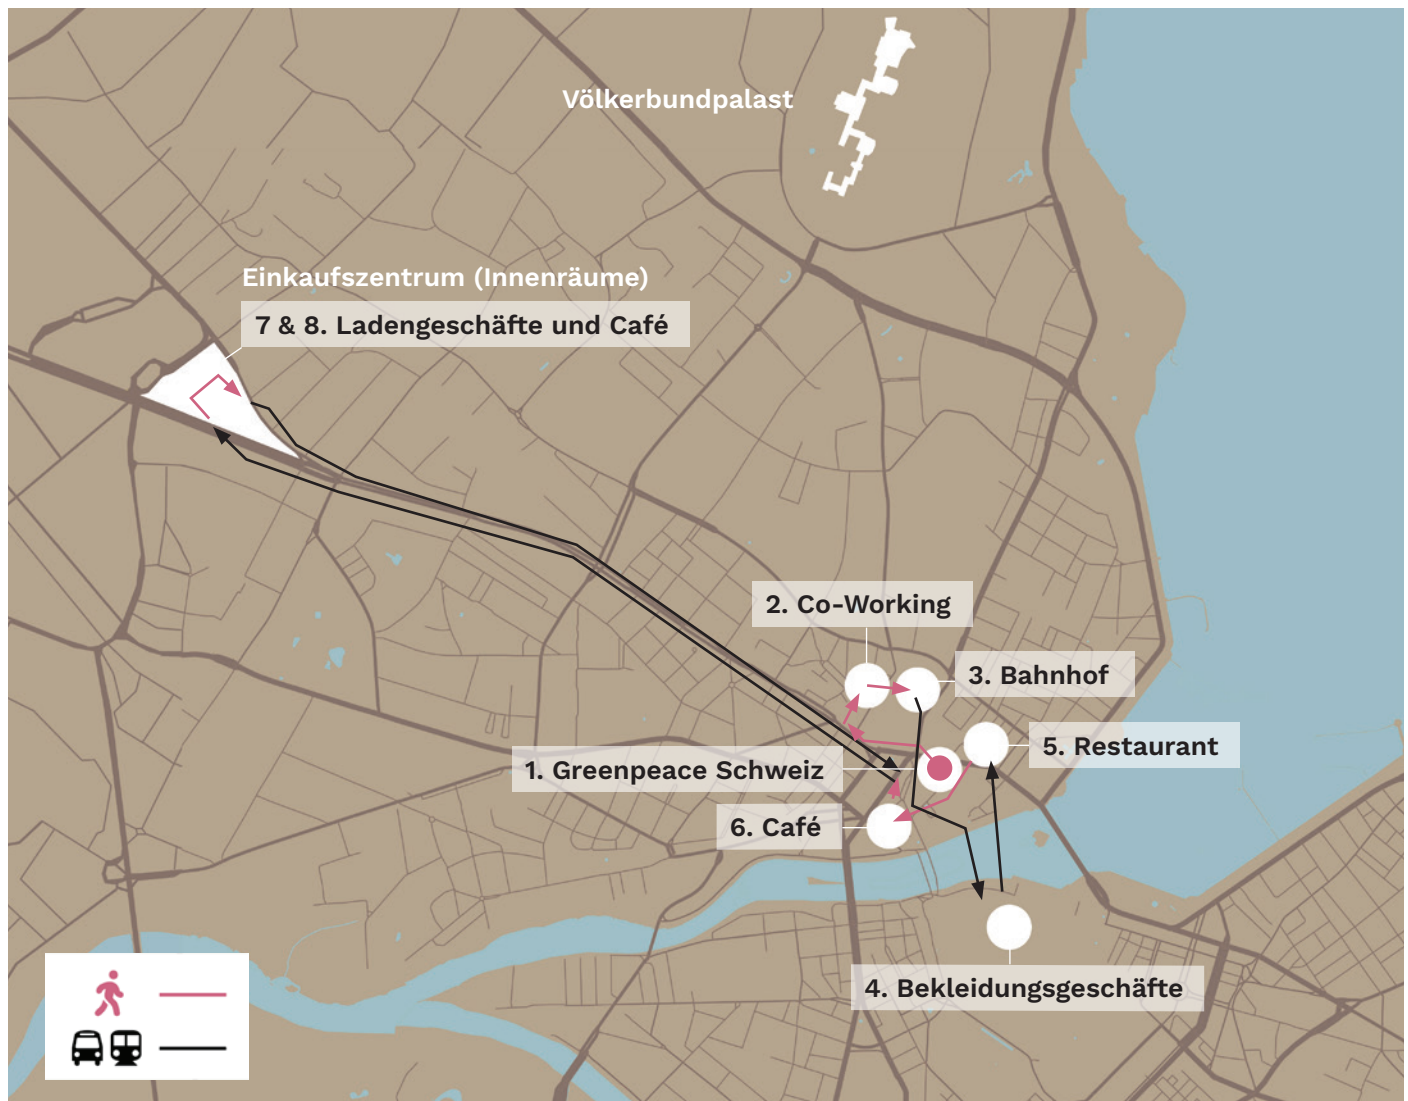 Völkerbundpalast
Einkaufszentrum (Innenräume)
7 & 8. Ladengeschäfte und Café
2. Co-Working
3. Bahnhof
5. Restaurant
1. Greenpeace Schweiz
6. Café
4. Bekleidungsgeschäfte